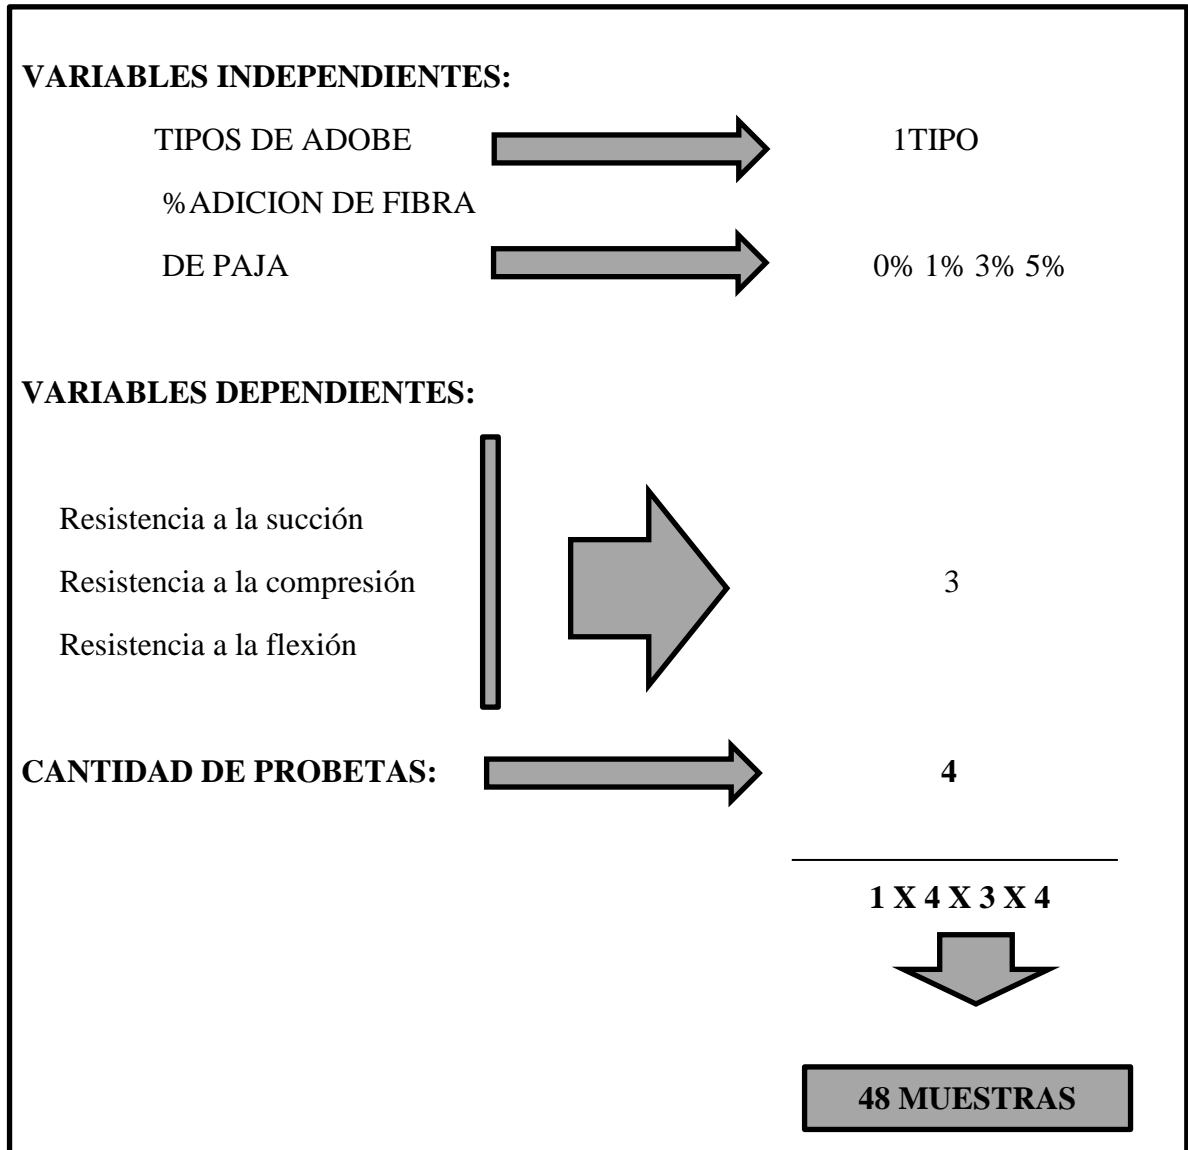 VARIABLES INDEPENDIENTES:
TIPOS DE ADOBE 1TIPO
%ADICION DE FIBRA
DE PAJA 0% 1% 3% 5%
VARIABLES DEPENDIENTES:
Resistencia a la succión
Resistencia a la compresión 3
Resistencia a la flexión
CANTIDAD DE PROBETAS: 4
1 X 4 X 3 X 4
48 MUESTRAS